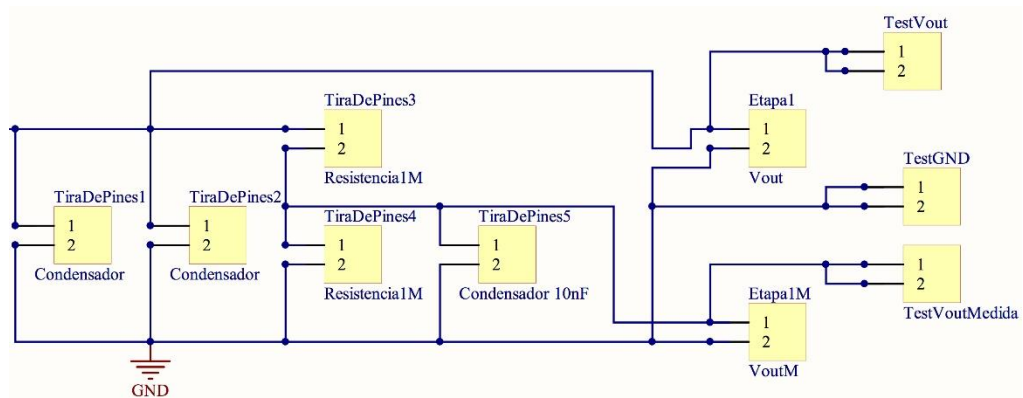 TestVout
1
2
TiraDePines3
1
2
Resistencia1M
Etapa1
1
2
Vout
TestGND
1
2
TiraDePines1
1
2
Condensador
TiraDePines2
1
2
Condensador
TiraDePines4
1
2
Resistencia1M
TiraDePines5
1
2
Condensador 10nF
Etapa1M
1
2
VoutM
1
2
TestVoutMedida
GND